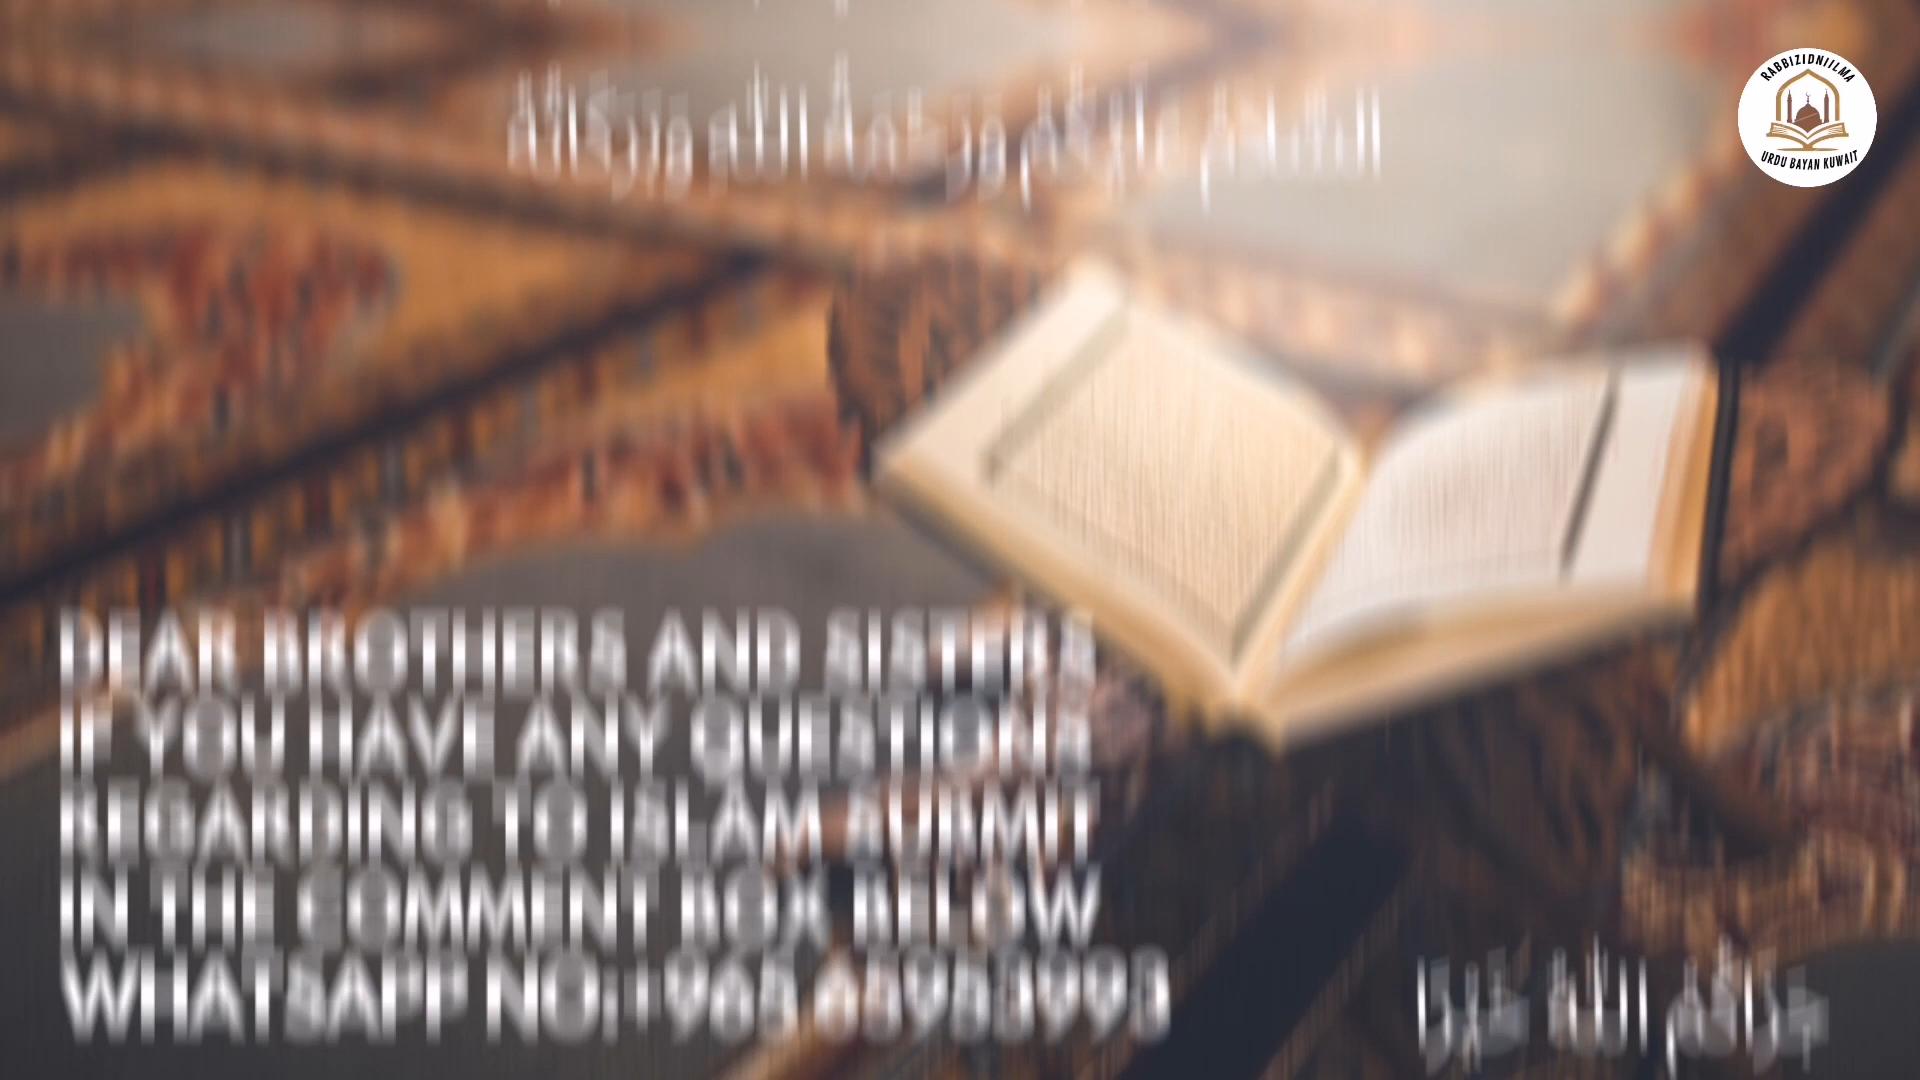 السلام عليكم ورحمة الله وبركاته
RABBIZIDNIILMA
URDU BAYAN KUWAIT
DEAR BROTHERS AND SISTERS
IF YOU HAVE ANY QUESTIONS
REGARDING TO ISLAM SUBMIT
IN THE COMMENT BOX BELOW
WHATSAPP NO:
جزاكم الله خيرا